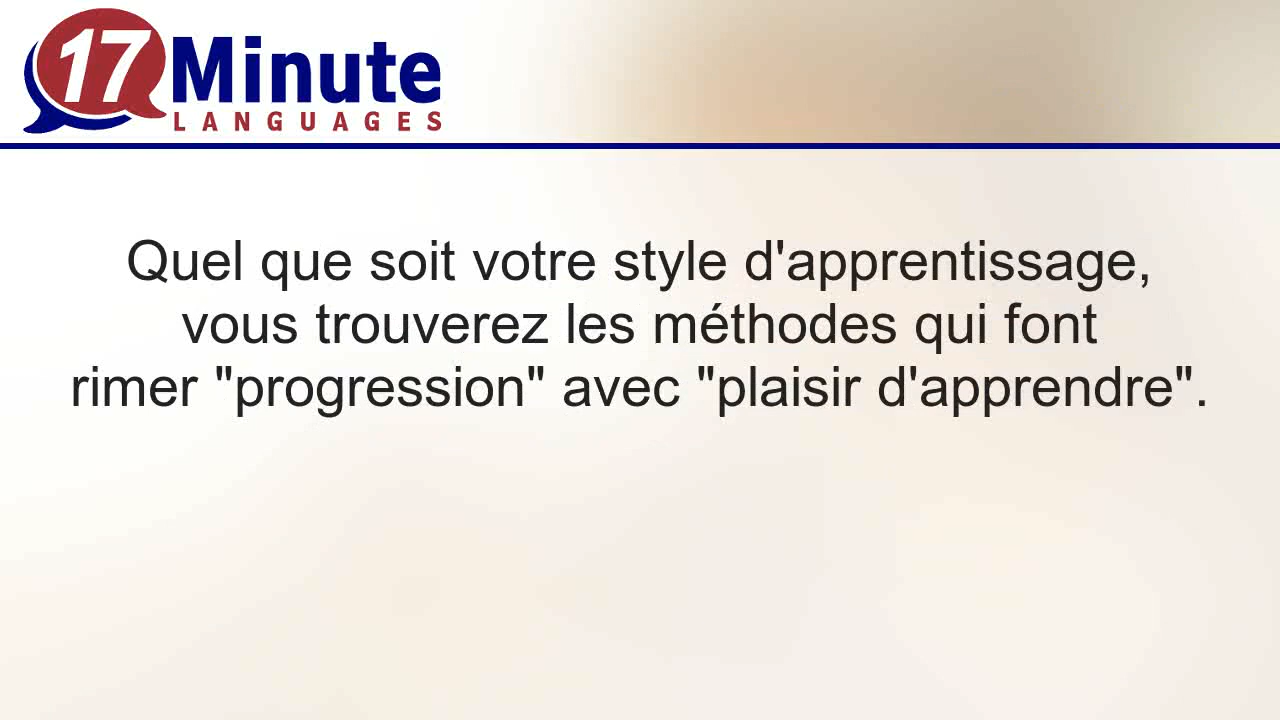 17 Minute
LANGUAGES
Quel que soit votre style d'apprentissage,
vous trouverez les méthodes qui font
rimer "progression" avec "plaisir d'apprendre".